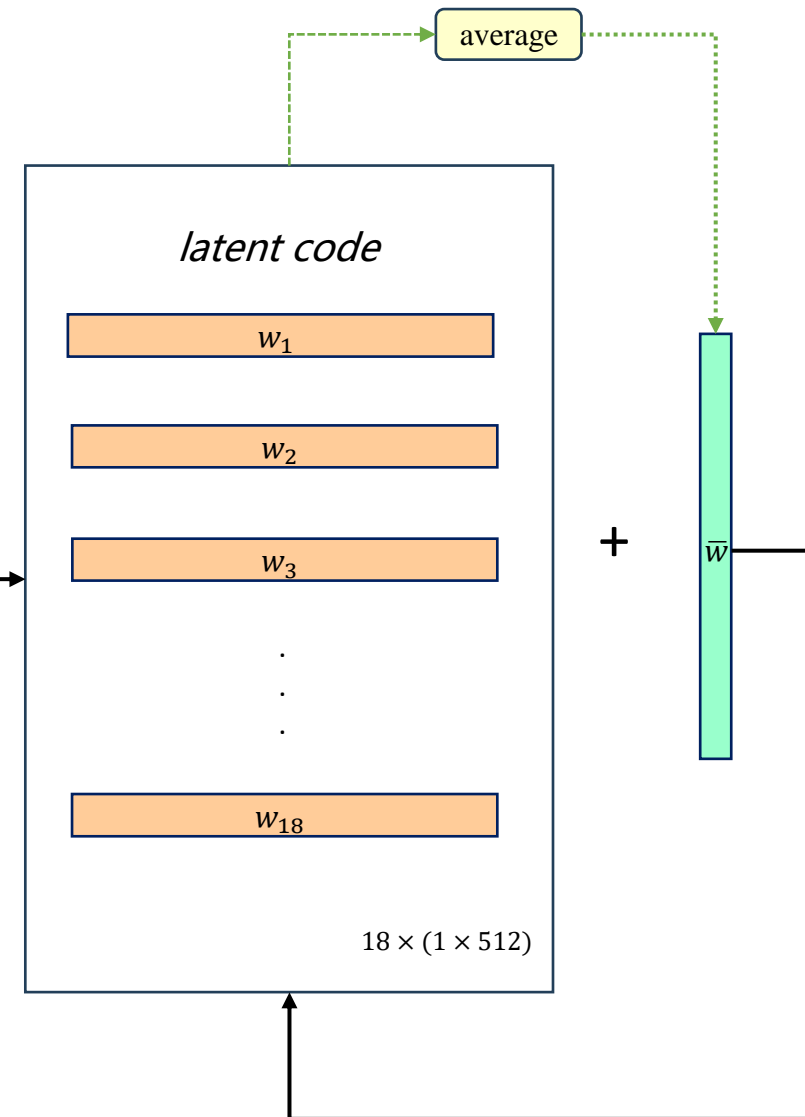 average
latent code
w₁
w₂
w₃
+
w̅
.
.
.
w₁₈
18 × (1 × 512)